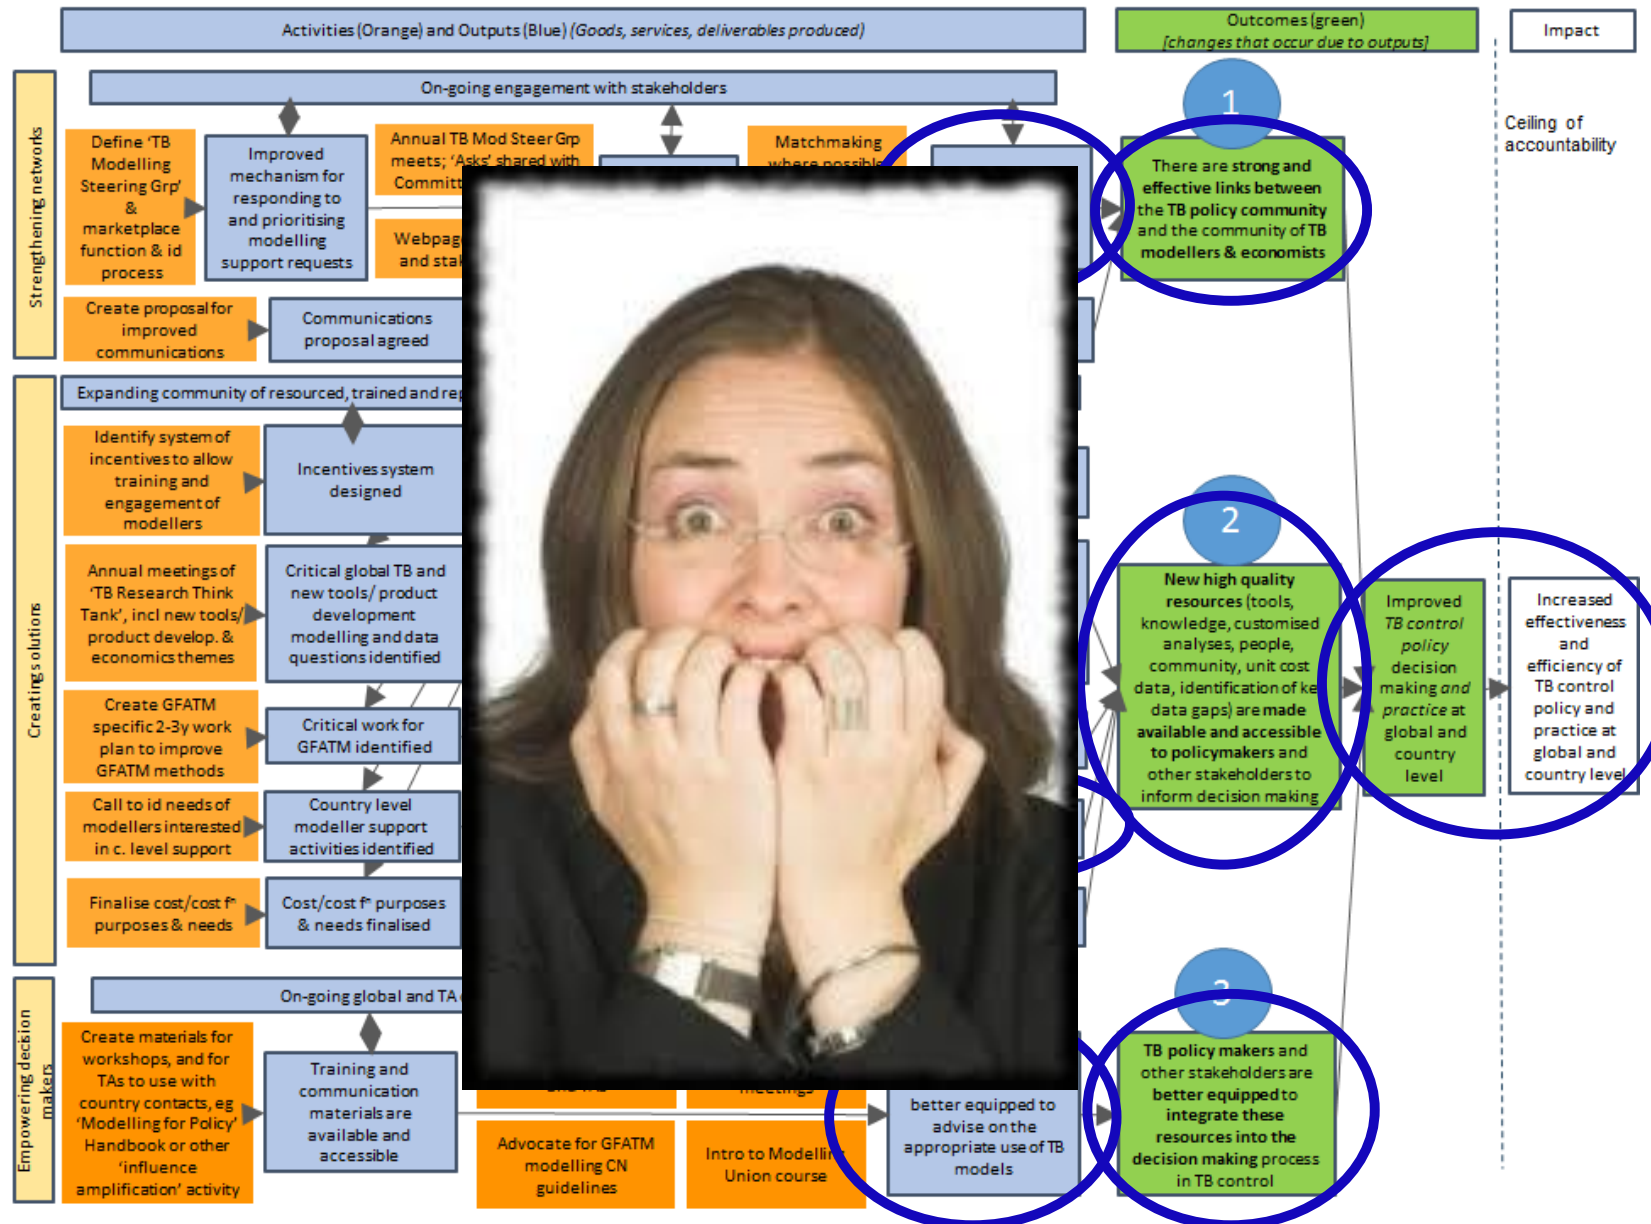 Activities (Orange) and Outputs (Blue) (Goods, services, deliverables produced)
Outcomes (green)
[changes that occur due to outputs]
Impact
Strengthening networks
On-going engagement with stakeholders
Define ‘TB
Modelling
Steering Grp’
&
marketplace
function & id
process
Improved
mechanism for
responding to
and prioritising
modelling
support requests
Annual TB Mod Steer Grp
meets; ‘Asks’ shared with
Committ
Webpag
and stak
Matchmaking
where possible
1
There are strong and
effective links between
the TB policy community
and the community of TB
modellers & economists
Ceiling of
accountability
Create proposal for
improved
communications
Communications
proposal agreed
Creating solutions
Expanding community of resourced, trained and rep
Identify system of
incentives to allow
training and
engagement of
modellers
Incentives system
designed
Annual meetings of
‘TB Research Think
Tank’, incl new tools/
product develop. &
economics themes
Critical global TB and
new tools/ product
development
modelling and data
questions identified
Create GFATM
specific 2-3y work
plan to improve
GFATM methods
Critical work for
GFATM identified
Call to id needs of
modellers interested
in c. level support
Country level
modeller support
activities identified
Finalise cost/cost fⁿ
purposes & needs
Cost/cost fⁿ purposes
& needs finalised
2
New high quality
resources (tools,
knowledge, customised
analyses, people,
community, unit cost
data, identification of ke
data gaps) are made
available and accessible
to policymakers and
other stakeholders to
inform decision making
Improved
TB control
policy
decision
making and
practice at
global and
country
level
Increased
effectiveness
and
efficiency of
TB control
policy and
practice at
global and
country level
Empowering decision
makers
On-going global and TA
Create materials for
workshops, and for
TAs to use with
country contacts, eg
‘Modelling for Policy’
Handbook or other
‘influence
amplification’ activity
Training and
communication
materials are
available and
accessible
meetings
Advocate for GFATM
modelling CN
guidelines
Intro to Modelling
Union course
better equipped to
advise on the
appropriate use of TB
models
3
TB policy makers and
other stakeholders are
better equipped to
integrate these
resources into the
decision making process
in TB control